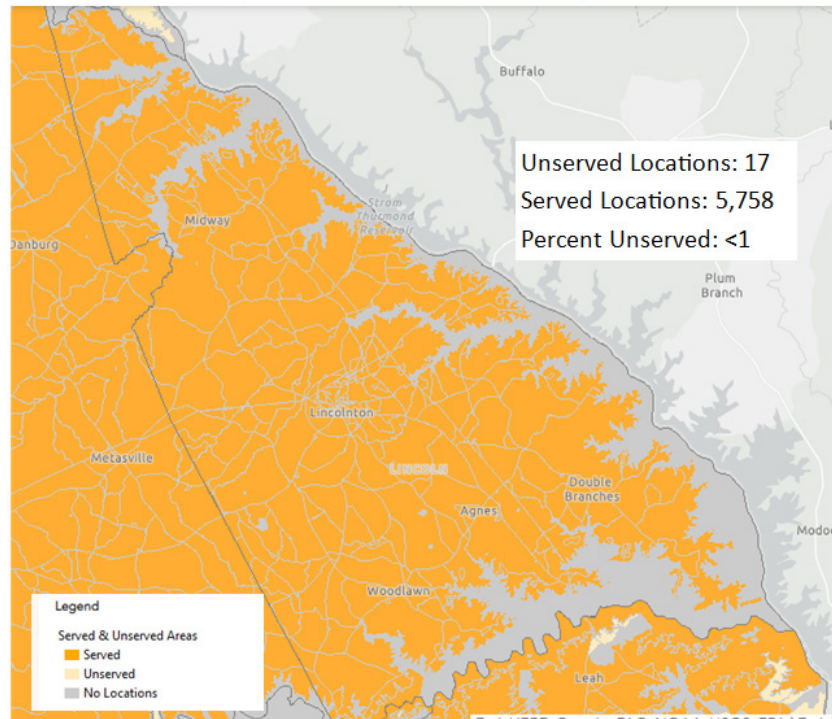 Buffalo
Unserved Locations: 17
Served Locations: 5,758
Percent Unserved: <1
Strom
Thurmond
Reservoir
Midway
Danburg
Plum
Branch
Lincolnton
LINCOLN
Metasville
Double
Branches
Agnes
Modoc
Woodlawn
Leah
Legend
Served & Unserved Areas
Served
Unserved
No Locations